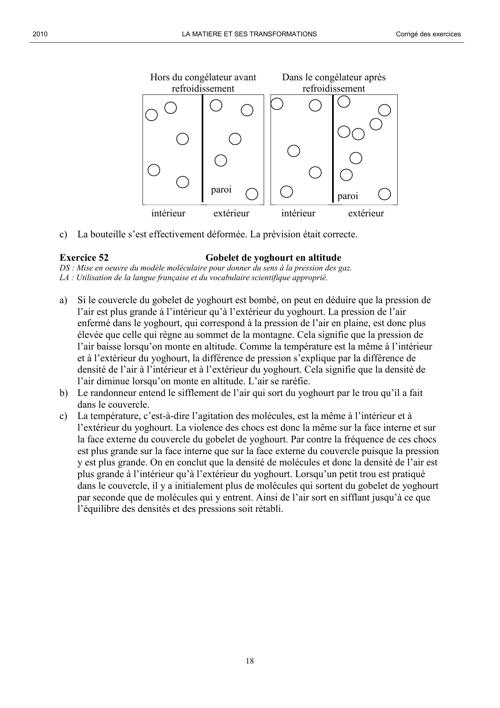 2010 LA MATIERE ET SES TRANSFORMATIONS Corrigé des exercices
Hors du congélateur avant refroidissement
Dans le congélateur après refroidissement
paroi paroi
intérieur extérieur intérieur extérieur
c) La bouteille s'est effectivement déformée. La prévision était correcte.
Exercice 52 Gobelet de yoghourt en altitude
DS : Mise en oeuvre du modèle moléculaire pour donner du sens à la pression des gaz.
LA : Utilisation de la langue française et du vocabulaire scientifique approprié.
a) Si le couvercle du gobelet de yoghourt est bombé, on peut en déduire que la pression de
l'air est plus grande à l'intérieur qu'à l'extérieur du yoghourt. La pression de l'air
enfermé dans le yoghourt, qui correspond à la pression de l'air en plaine, est donc plus
élevée que celle qui règne au sommet de la montagne. Cela signifie que la pression de
l'air baisse lorsqu'on monte en altitude. Comme la température est la même à l'intérieur
et à l'extérieur du yoghourt, la différence de pression s'explique par la différence de
densité de l'air à l'intérieur et à l'extérieur du yoghourt. Cela signifie que la densité de
l'air diminue lorsqu'on monte en altitude. L'air se raréfie.
b) Le randonneur entend le sifflement de l'air qui sort du yoghourt par le trou qu'il a fait
dans le couvercle.
c) La température, c'est-à-dire l'agitation des molécules, est la même à l'intérieur et à
l'extérieur du yoghourt. La violence des chocs est donc la même sur la face interne et sur
la face externe du couvercle du gobelet de yoghourt. Par contre la fréquence de ces chocs
est plus grande sur la face interne que sur la face externe du couvercle puisque la pression
y est plus grande. On en conclut que la densité de molécules et donc la densité de l'air est
plus grande à l'intérieur qu'à l'extérieur du yoghourt. Lorsqu'un petit trou est pratiqué
dans le couvercle, il y a initialement plus de molécules qui sortent du gobelet de yoghourt
par seconde que de molécules qui y entrent. Ainsi de l'air sort en sifflant jusqu'à ce que
l'équilibre des densités et des pressions soit rétabli.
18